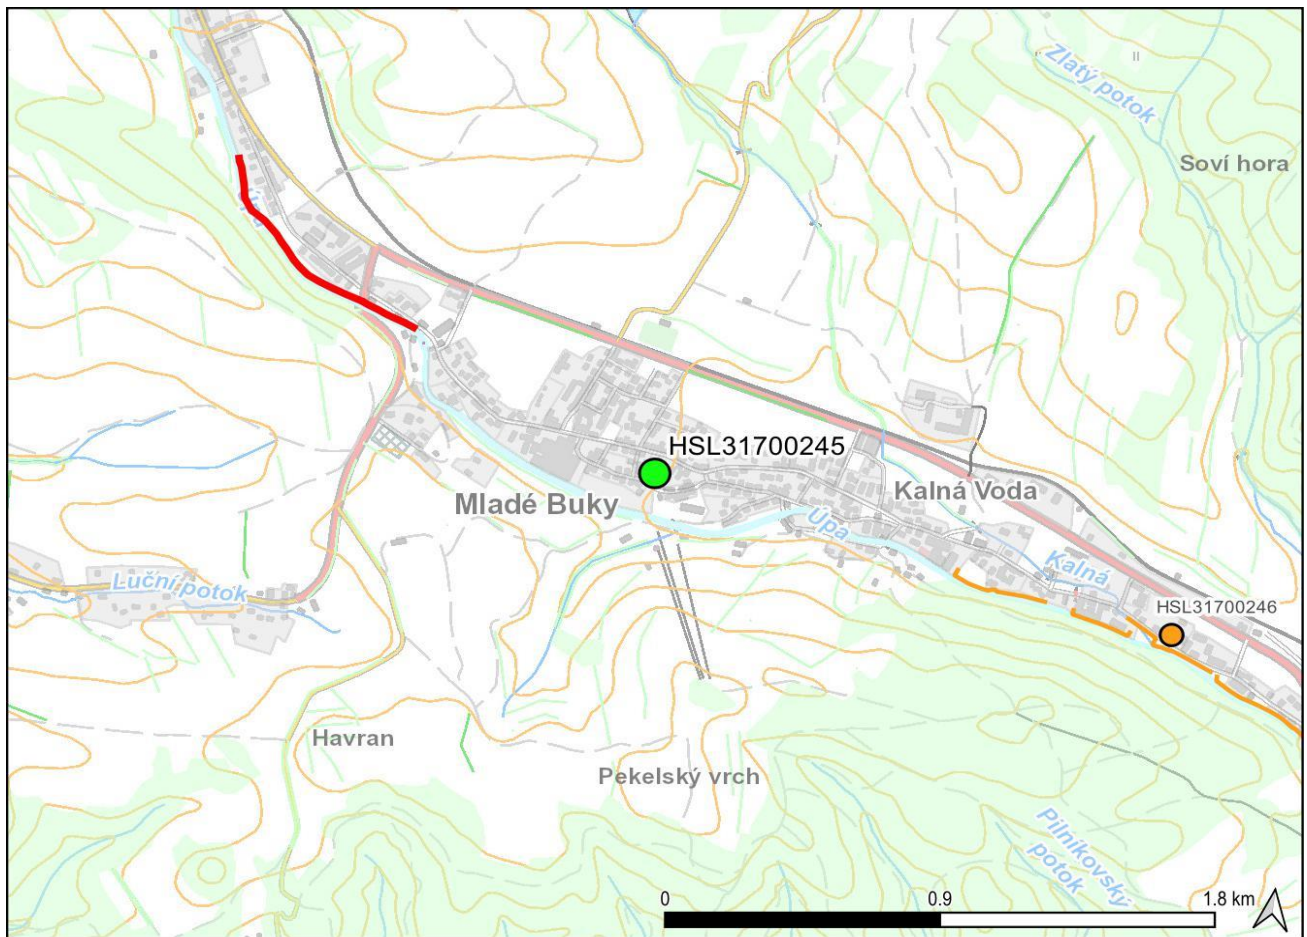 Zlatý potok
II
Soví hora
HSL31700245
Mladé Buky
Kalná Voda
Úpa
Luční potok
Kalná
HSL31700246
Havran
Pekelský vrch
Pilníkovský
potok
0
0.9
1.8 km